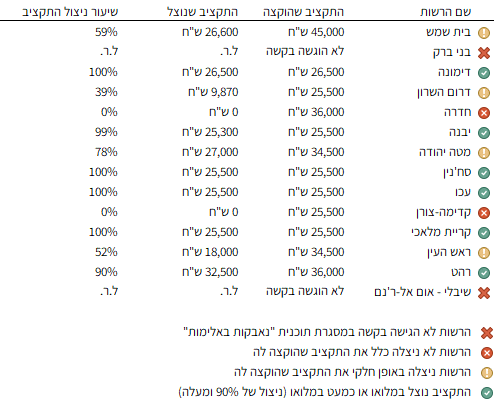 שם הרשות התקציב שהוקצה התקציב שנוצל שיעור ניצול התקציב
בית שמש 45,000 ש"ח 26,600 ש"ח 59%
בני ברק לא הוגשה בקשה ל.ר. ל.ר.
דימונה 26,500 ש"ח 26,500 ש"ח 100%
דרום השרון 25,500 ש"ח 9,870 ש"ח 39%
חדרה 36,000 ש"ח 0 ש"ח 0%
יבנה 25,500 ש"ח 25,300 ש"ח 99%
מטה יהודה 34,500 ש"ח 27,000 ש"ח 78%
סח'נין 25,500 ש"ח 25,500 ש"ח 100%
עכו 25,500 ש"ח 25,500 ש"ח 100%
קדימה-צורן 25,500 ש"ח 0 ש"ח 0%
קריית מלאכי 25,500 ש"ח 25,500 ש"ח 100%
ראש העין 34,500 ש"ח 18,000 ש"ח 52%
רהט 36,000 ש"ח 32,500 ש"ח 90%
שיבלי - אום אל-ר'נם לא הוגשה בקשה ל.ר. ל.ר.
הרשות לא הגישה בקשה במסגרת תוכנית "נאבקות באלימות"
הרשות לא ניצלה כלל את התקציב שהוקצה לה
הרשות ניצלה באופן חלקי את התקציב שהוקצה לה
התקציב נוצל במלואו או כמעט במלואו (ניצול של 90% ומעלה)